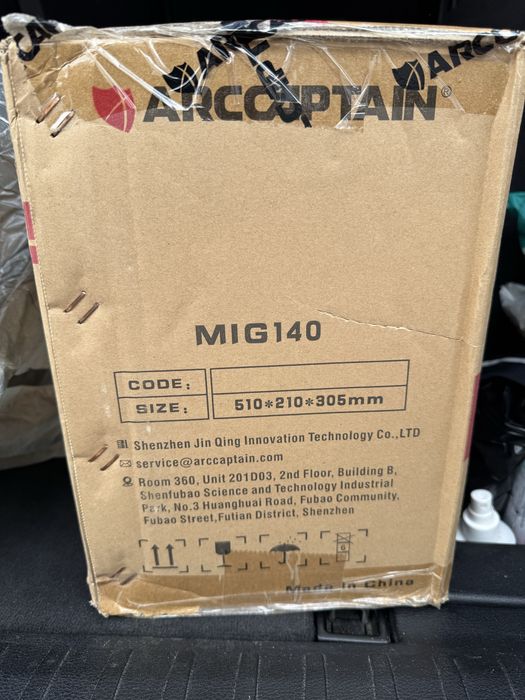 ARCCAPTAIN®
MIG140
CODE:
SIZE: 510*210*305mm
Shenzhen Jin Qing Innovation Technology Co.,LTD
service@arccaptain.com
Room 360, Unit 201D03, 2nd Floor, Building B,
Shenfubao Science and Technology Industrial
Park, No.3 Huanghuai Road, Fubao Community,
Fubao Street,Futian District, Shenzhen
6
Made in China